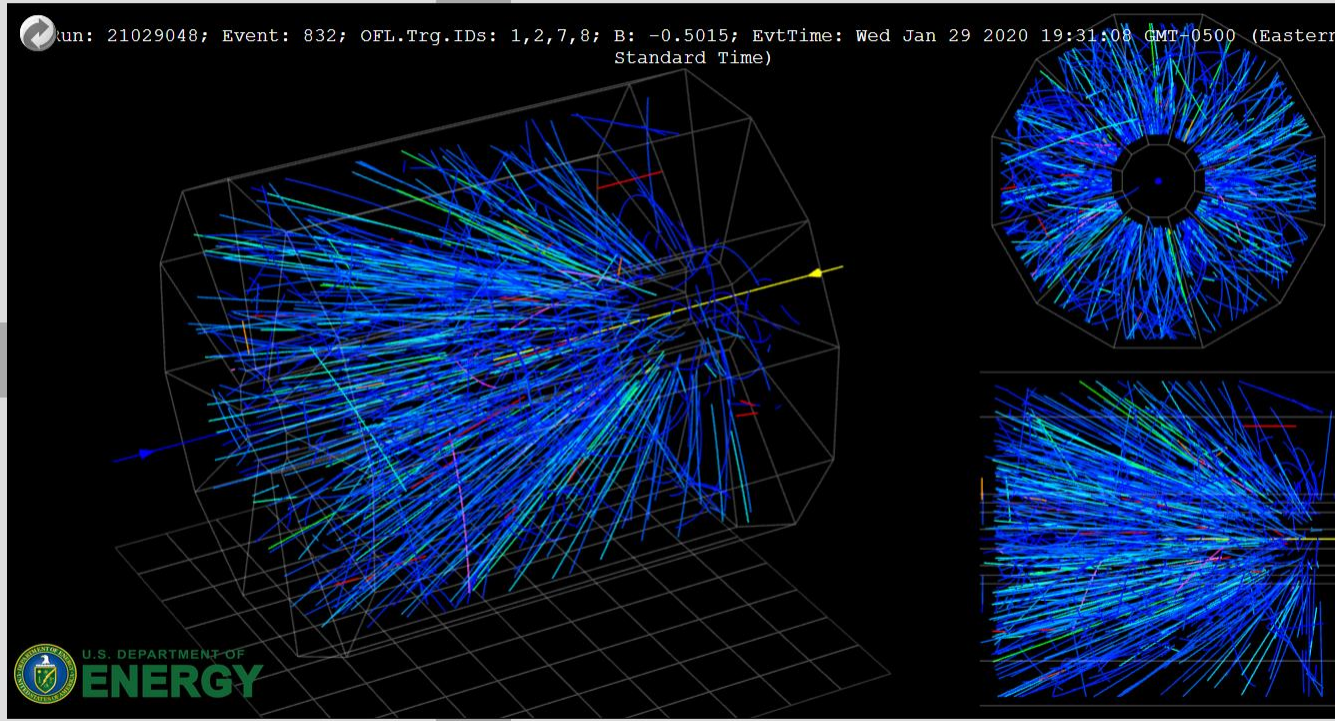 Run: 21029048; Event: 832; OFL.Trg.IDs: 1,2,7,8; B: -0.5015; EvtTime: Wed Jan 29 2020 19:31:08 GMT-0500 (Eastern
Standard Time)
U.S. DEPARTMENT OF
ENERGY